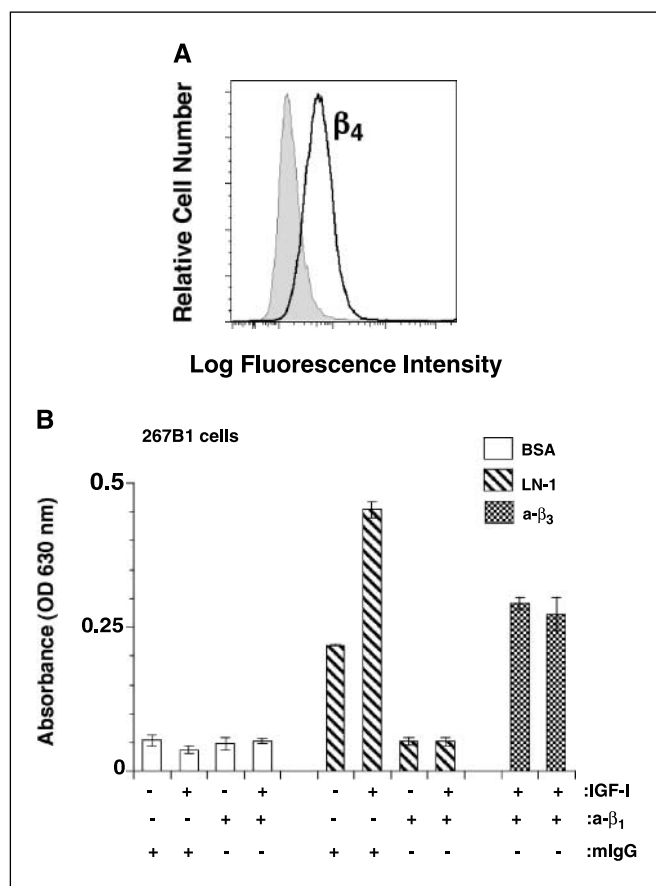 A
Relative Cell Number
β4
Log Fluorescence Intensity
B
267B1 cells
BSA
LN-1
a-β3
Absorbance (OD 630 nm)
0.5
0.25
0
- + - + - + - + + + :IGF-I
- - + + - - + + + + :a-β1
+ + - - + + - - - - :mIgG